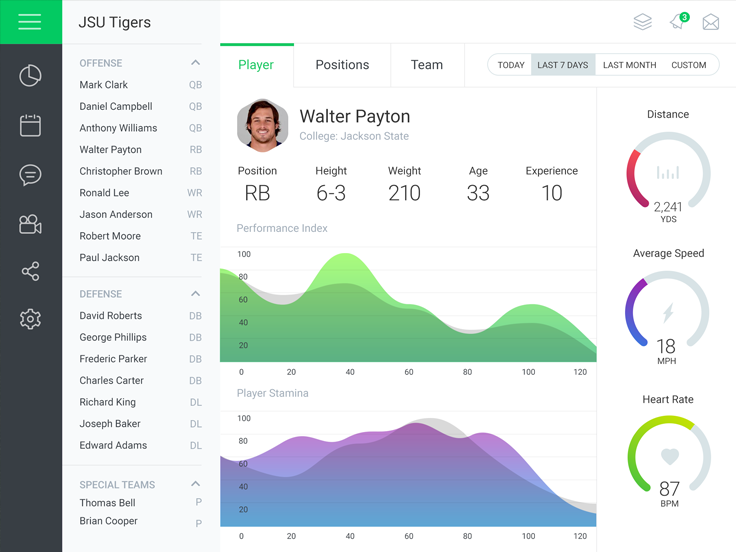 JSU Tigers
3
OFFENSE
Mark Clark QB
Daniel Campbell QB
Anthony Williams QB
Walter Payton RB
Christopher Brown RB
Ronald Lee WR
Jason Anderson WR
Robert Moore TE
Paul Jackson TE
DEFENSE
David Roberts DB
George Phillips DB
Frederic Parker DB
Charles Carter DB
Richard King DL
Joseph Baker DL
Edward Adams DL
SPECIAL TEAMS
Thomas Bell P
Brian Cooper P
Player Positions Team
TODAY LAST 7 DAYS LAST MONTH CUSTOM
Walter Payton
College: Jackson State
Position Height Weight Age Experience
RB 6-3 210 33 10
Performance Index
100
80
60
40
20
0 20 40 60 80 100 120
Player Stamina
100
80
60
40
20
0 20 40 60 80 100 120
Distance
2,241
YDS
Average Speed
18
MPH
Heart Rate
87
BPM